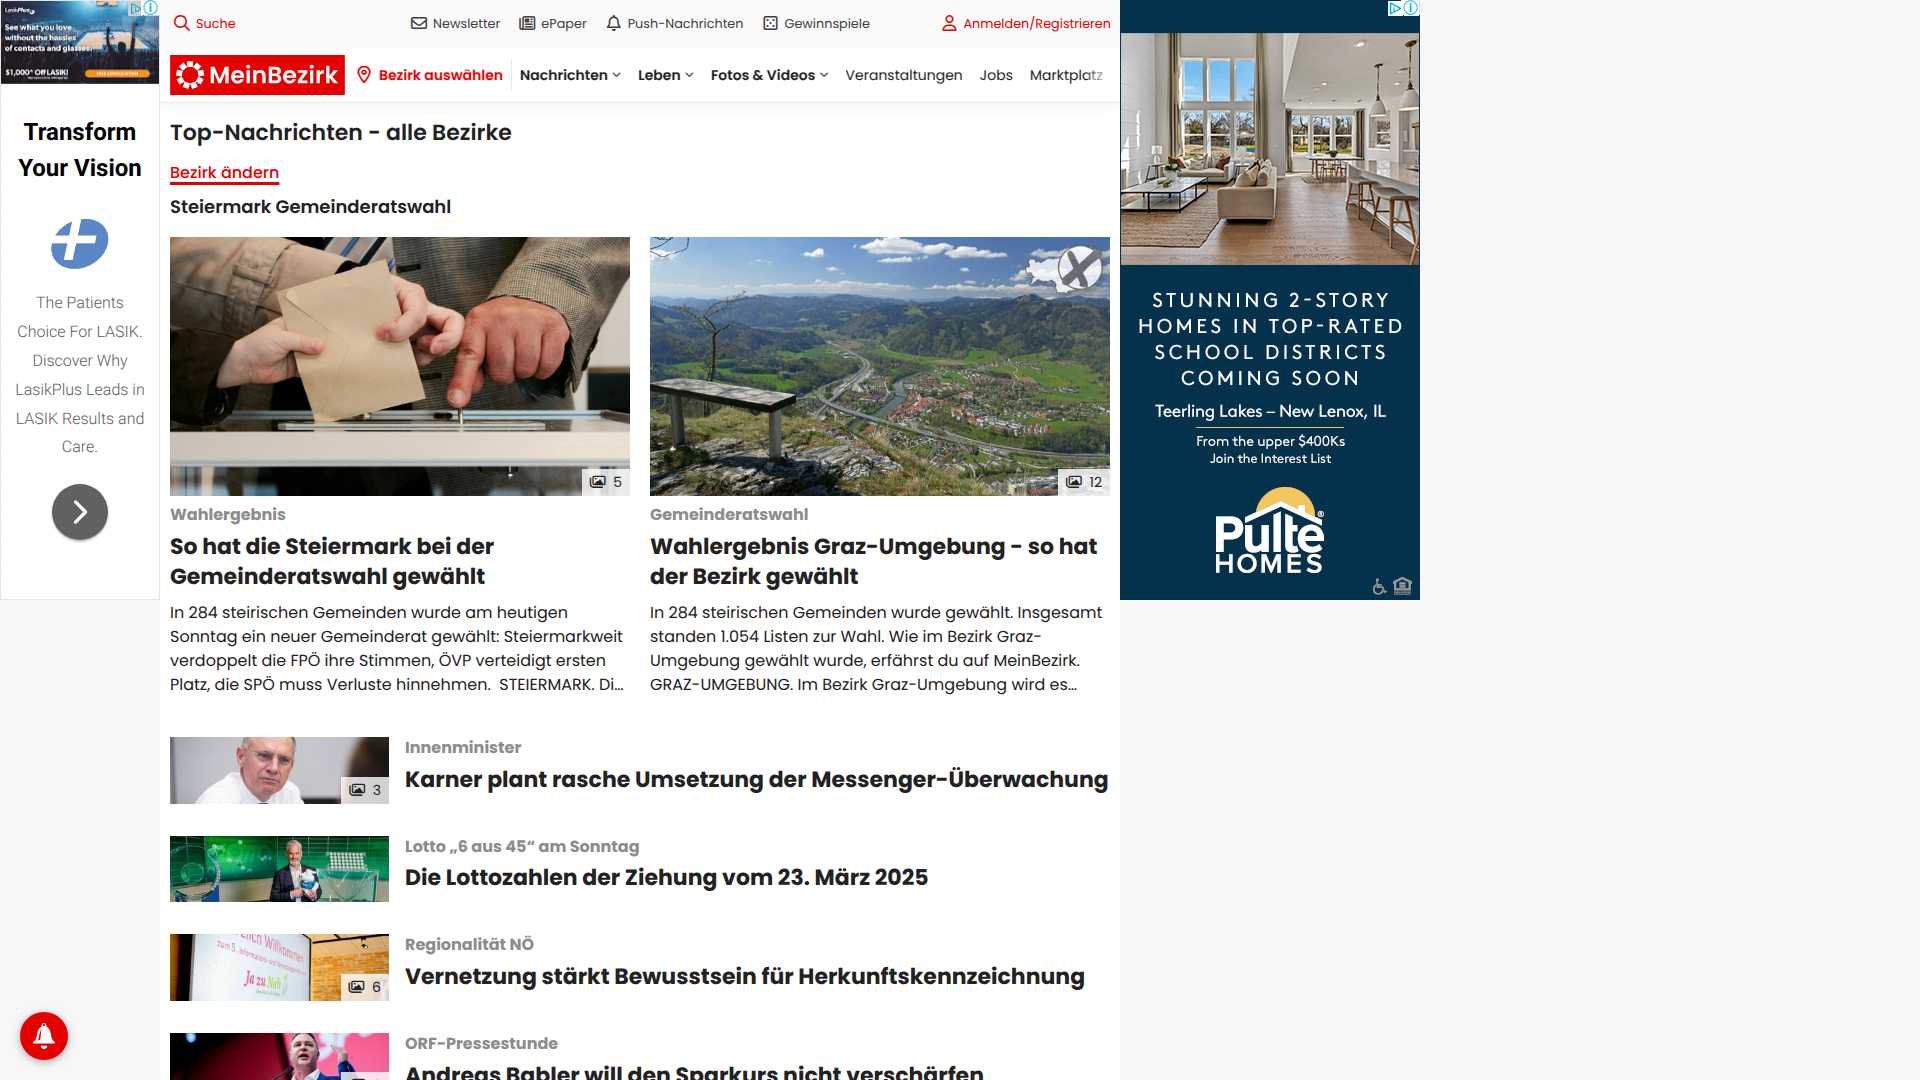 LasikPlus
See what you love
without the hassles
of contacts and glasses.
$1,000* Off LASIK!
Transform
Your Vision
The Patients
Choice For LASIK.
Discover Why
LasikPlus Leads in
LASIK Results and
Care.
Suche
Newsletter
ePaper
Push-Nachrichten
Gewinnspiele
Anmelden/Registrieren
MeinBezirk
Bezirk auswählen
Nachrichten
Leben
Fotos & Videos
Veranstaltungen
Jobs
Marktplatz
Top-Nachrichten - alle Bezirke
Bezirk ändern
Steiermark Gemeinderatswahl
5
Wahlergebnis
So hat die Steiermark bei der
Gemeinderatswahl gewählt
In 284 steirischen Gemeinden wurde am heutigen
Sonntag ein neuer Gemeinderat gewählt: Steiermarkweit
verdoppelt die FPÖ ihre Stimmen, ÖVP verteidigt ersten
Platz, die SPÖ muss Verluste hinnehmen.  STEIERMARK. Di...
12
Gemeinderatswahl
Wahlergebnis Graz-Umgebung - so hat
der Bezirk gewählt
In 284 steirischen Gemeinden wurde gewählt. Insgesamt
standen 1.054 Listen zur Wahl. Wie im Bezirk Graz-
Umgebung gewählt wurde, erfährst du auf MeinBezirk.
GRAZ-UMGEBUNG. Im Bezirk Graz-Umgebung wird es...
3
Innenminister
Karner plant rasche Umsetzung der Messenger-Überwachung
Lotto „6 aus 45“ am Sonntag
Die Lottozahlen der Ziehung vom 23. März 2025
Willkommen
Ja zu Nah
6
Regionalität NÖ
Vernetzung stärkt Bewusstsein für Herkunftskennzeichnung
ORF-Pressestunde
Andreas Babler will den Sparkurs nicht verschärfen
STUNNING 2-STORY
HOMES IN TOP-RATED
SCHOOL DISTRICTS
COMING SOON
Teerling Lakes – New Lenox, IL
From the upper $400Ks
Join the Interest List
Pulte®
HOMES